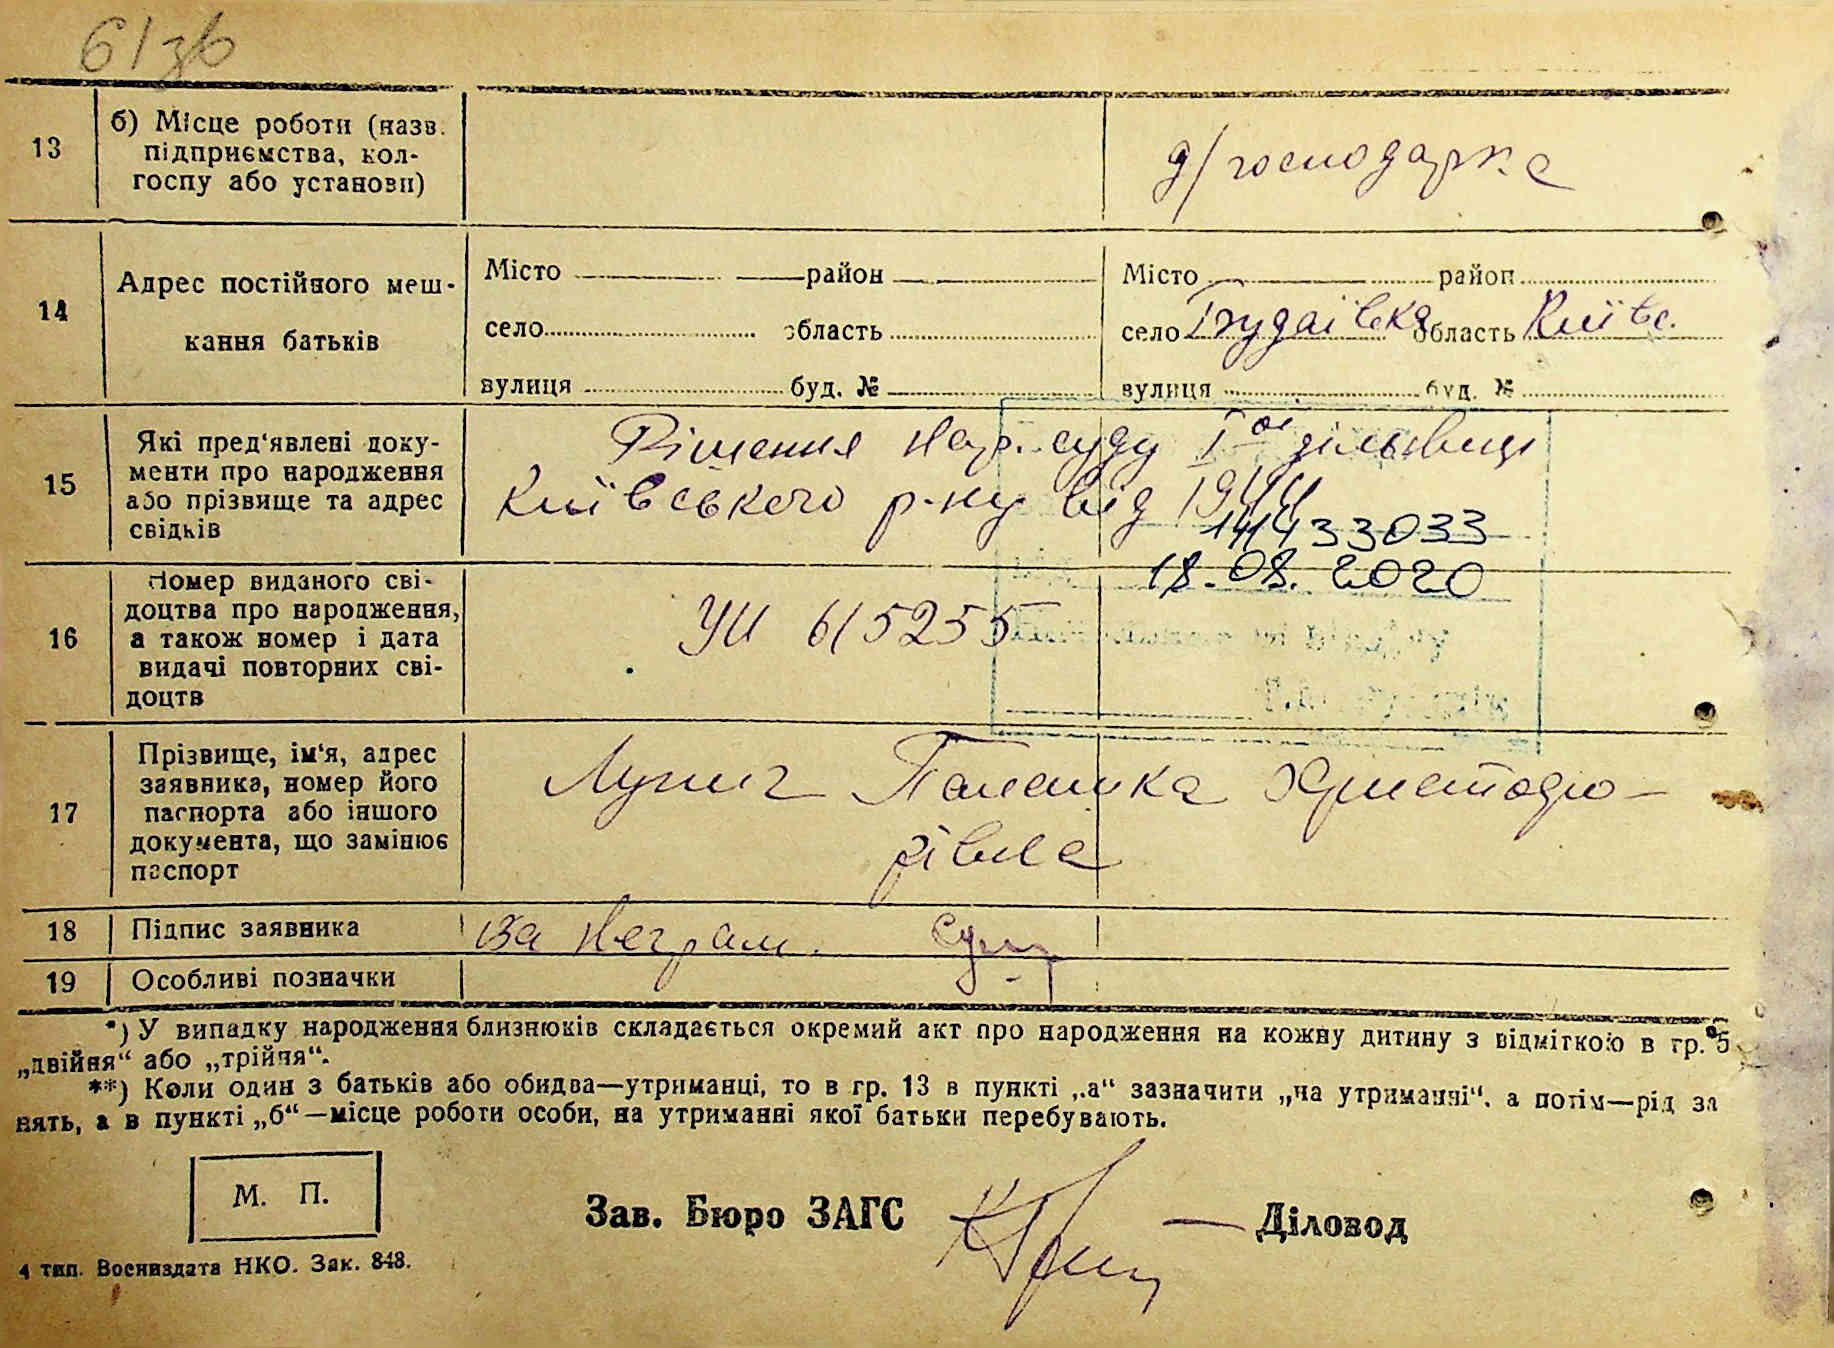 61зв
13
б) Місце роботи (назв.
підприємства, кол-
госпу або установи)
д/господарка
14
Адрес постійного меш-
кання батьків
Місто район
село область
вулиця буд. №
Місто район
село область Київс.
вулиця буд. №
15
Які пред'явлені доку-
менти про народження
або прізвище та адрес
свідків
Рішення нар. суду 1ої дільниці
Київського р-ну від 1944
141433033
18.08.2020
16
Номер виданого сві-
доцтва про народження,
а також номер і дата
видачі повторних сві-
доцтв
УИ 615255
17
Прізвище, ім'я, адрес
заявника, номер його
паспорта або іншого
документа, що замінює
паспорт
Христодо-
рівна
18
Підпис заявника
За неграм.
19
Особливі позначки
*) У випадку народження близнюків складається окремий акт про народження на кожну дитину з відміткою в гр. 5
„двійня“ або „трійня“.
**) Коли один з батьків або обидва—утриманці, то в гр. 13 в пункті „а“ зазначити „на утриманні“, а потім—рід за
нять, а в пункті „б“—місце роботи особи, на утриманні якої батьки перебувають.
М. П.
Зав. Бюро ЗАГС
Діловод
4 тип. Воениздата НКО. Зак. 848.